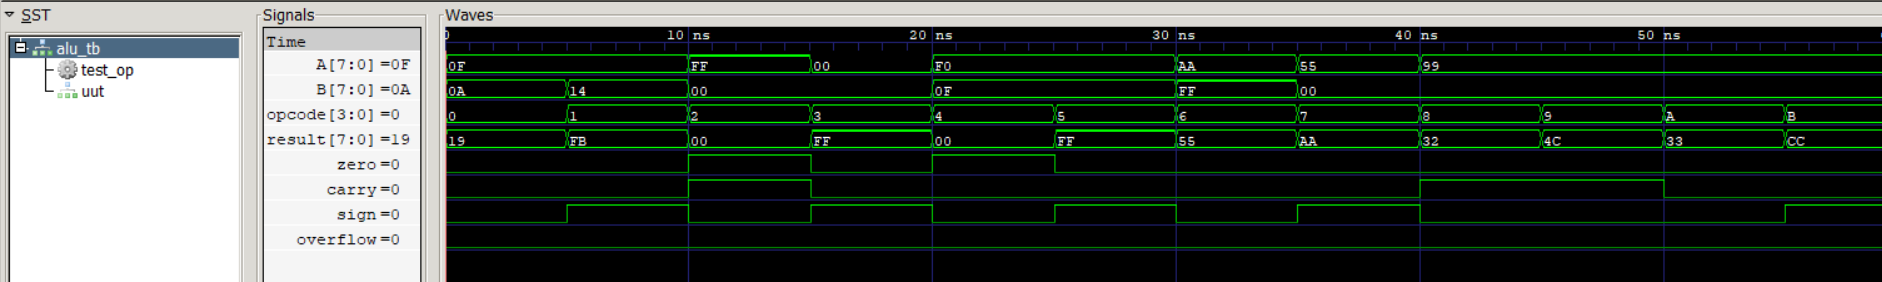 SST
alu_tb
test_op
uut
Signals
Time
A[7:0] =0F
B[7:0] =0A
opcode[3:0] =0
result[7:0] =19
zero=0
carry=0
sign=0
overflow=0
Waves
0 10 ns 20 ns 30 ns 40 ns 50 ns
0F FF 00 F0 AA 55 99
0A 14 00 0F FF 00
0 1 2 3 4 5 6 7 8 9 A B
19 FB 00 FF 00 FF 55 AA 32 4C 33 CC